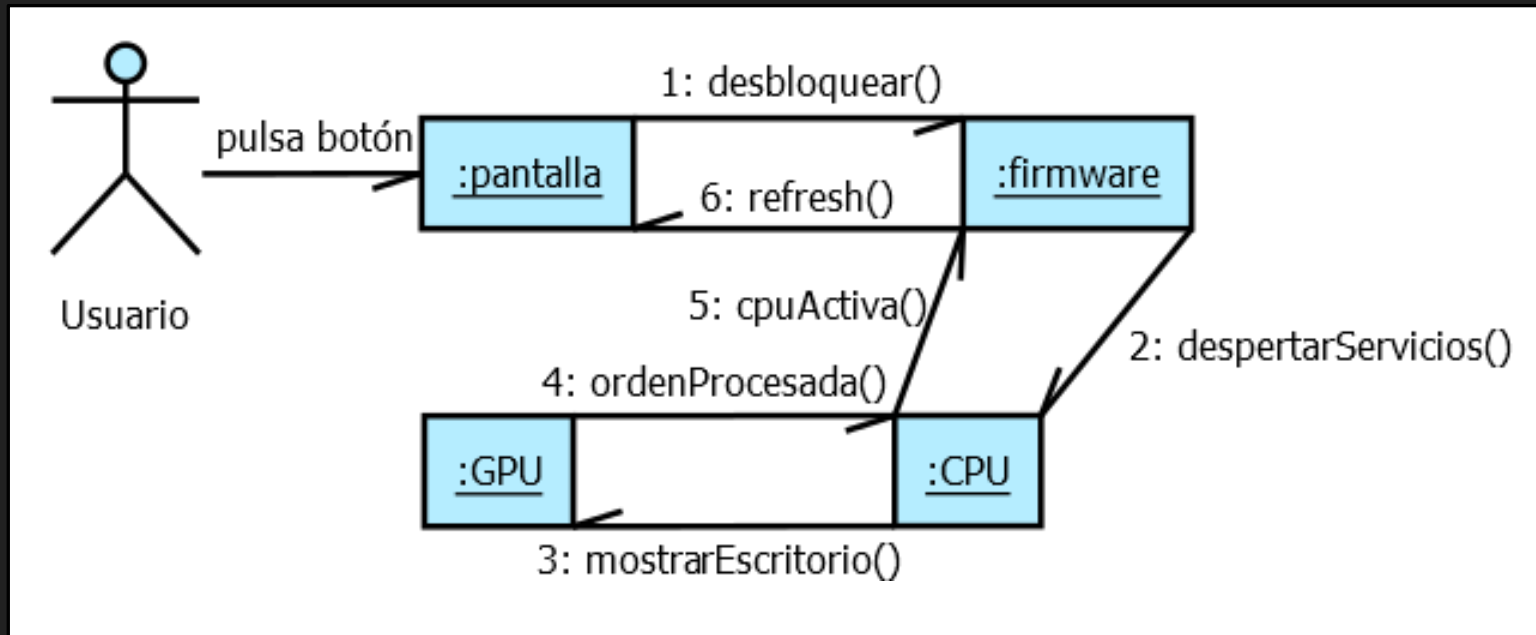 1: desbloquear()
pulsa botón
:pantalla
:firmware
6: refresh()
Usuario
5: cpuActiva()
2: despertarServicios()
4: ordenProcesada()
:GPU
:CPU
3: mostrarEscritorio()